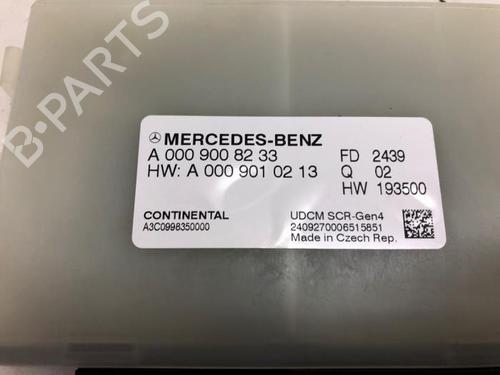 MERCEDES-BENZ
A 000 900 82 33 FD 2439
HW: A 000 901 02 13 Q 02
HW 193500
CONTINENTAL UDCM SCR-Gen4
A3C0998350000 2409270006515851
Made in Czech Rep.
B-PARTS